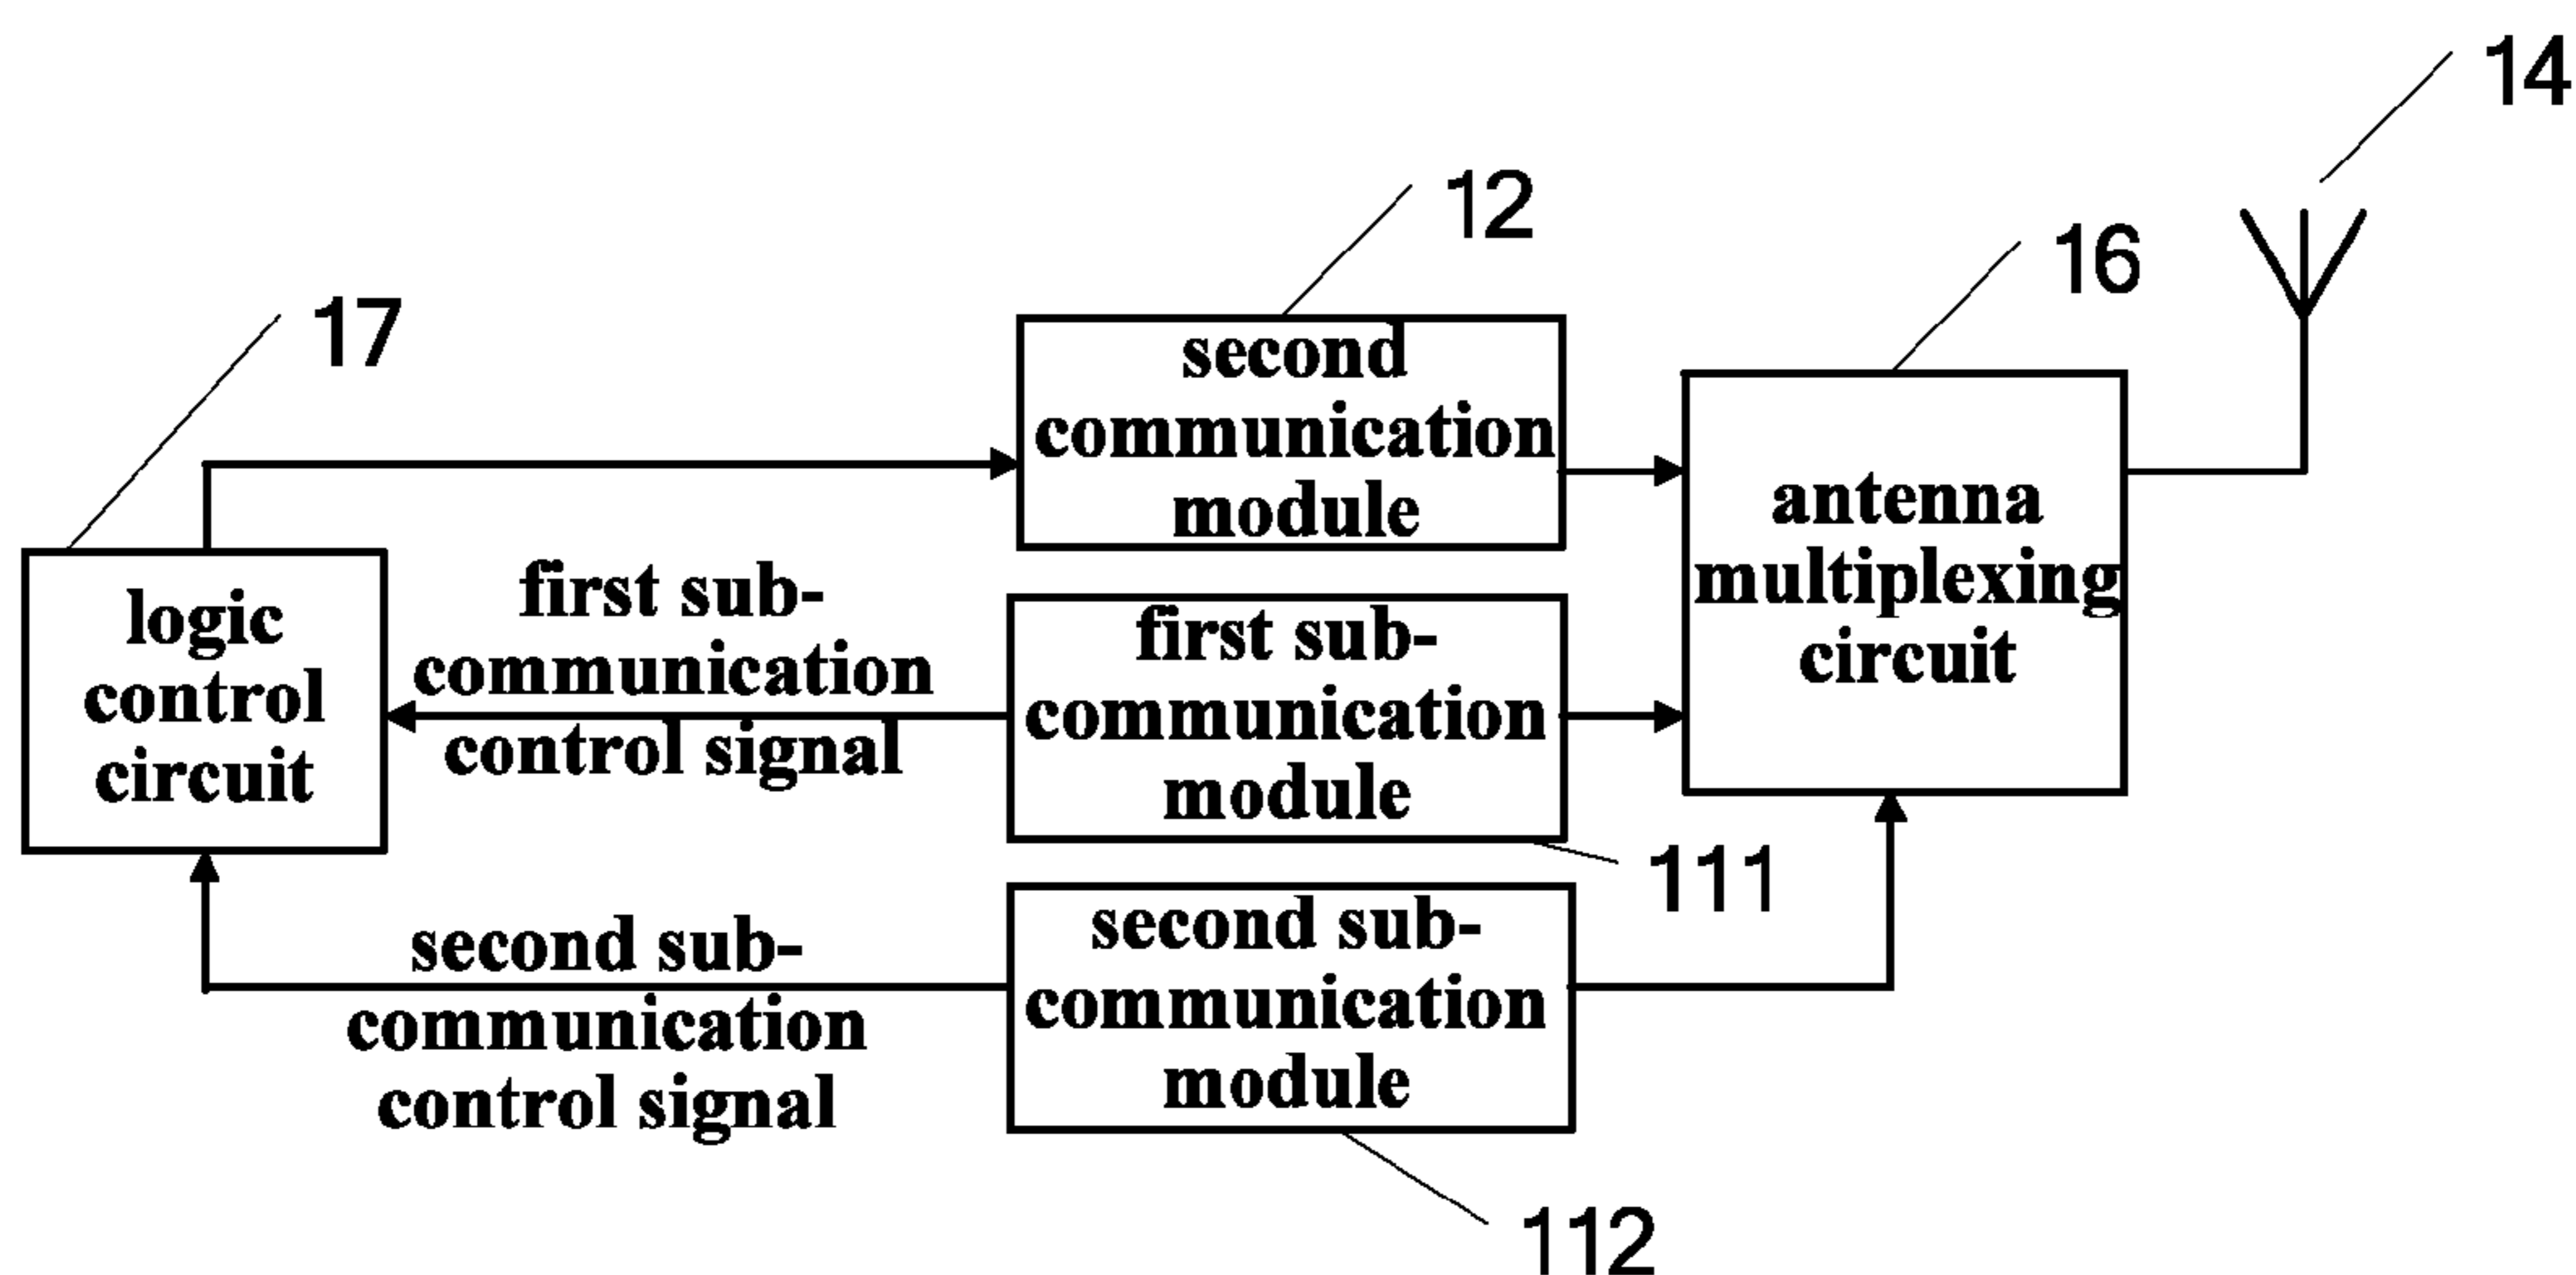 14
12
16
17
second
communication
module
antenna
multiplexing
circuit
logic
control
circuit
first sub-
communication
control signal
first sub-
communication
module
111
second sub-
communication
control signal
second sub-
communication
module
112